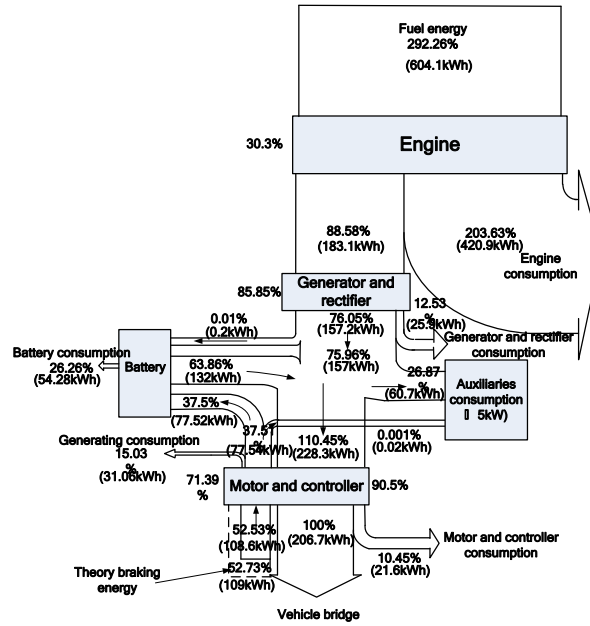 Fuel energy
292.26%
(604.1kWh)
30.3%
Engine
88.58%
(183.1kWh)
203.63%
(420.9kWh)
Engine
consumption
85.85%
Generator and
rectifier
12.53
%
(25.9kWh)
0.01%
(0.2kWh)
76.05%
(157.2kWh)
75.96%
(157kWh)
Generator and rectifier
consumption
Battery consumption
26.26%
(54.28kWh)
Battery
63.86%
(132kWh)
26.87
%
(60.7kWh)
Auxiliaries
consumption
( 5kW)
37.5%
(77.52kWh)
37.51
%
(77.54kWh)
110.45%
(228.3kWh)
0.001%
(0.02kWh)
Generating consumption
15.03
%
(31.06kWh)
71.39
%
Motor and controller
90.5%
52.53%
(108.6kWh)
100%
(206.7kWh)
Motor and controller
consumption
10.45%
(21.6kWh)
52.73%
(109kWh)
Theory braking
energy
Vehicle bridge